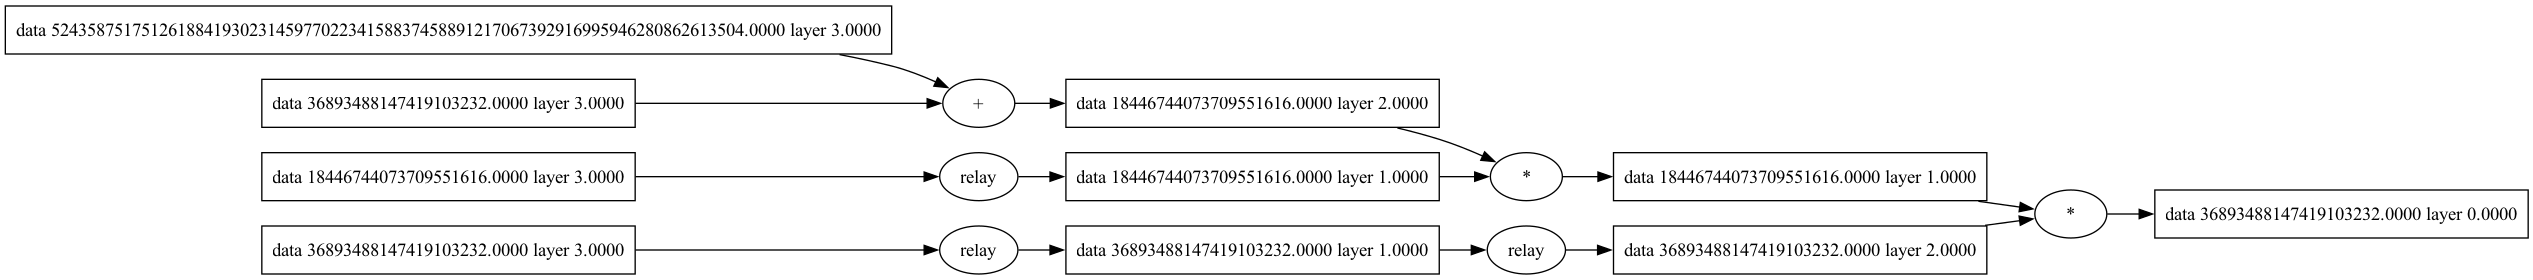 data 52435875175126188419302314597702234158837458891217067392916995946280862613504.0000 layer 3.0000
data 36893488147419103232.0000 layer 3.0000
+
data 18446744073709551616.0000 layer 2.0000
data 18446744073709551616.0000 layer 3.0000
relay
data 18446744073709551616.0000 layer 1.0000
*
data 18446744073709551616.0000 layer 1.0000
*
data 36893488147419103232.0000 layer 0.0000
data 36893488147419103232.0000 layer 3.0000
relay
data 36893488147419103232.0000 layer 1.0000
relay
data 36893488147419103232.0000 layer 2.0000